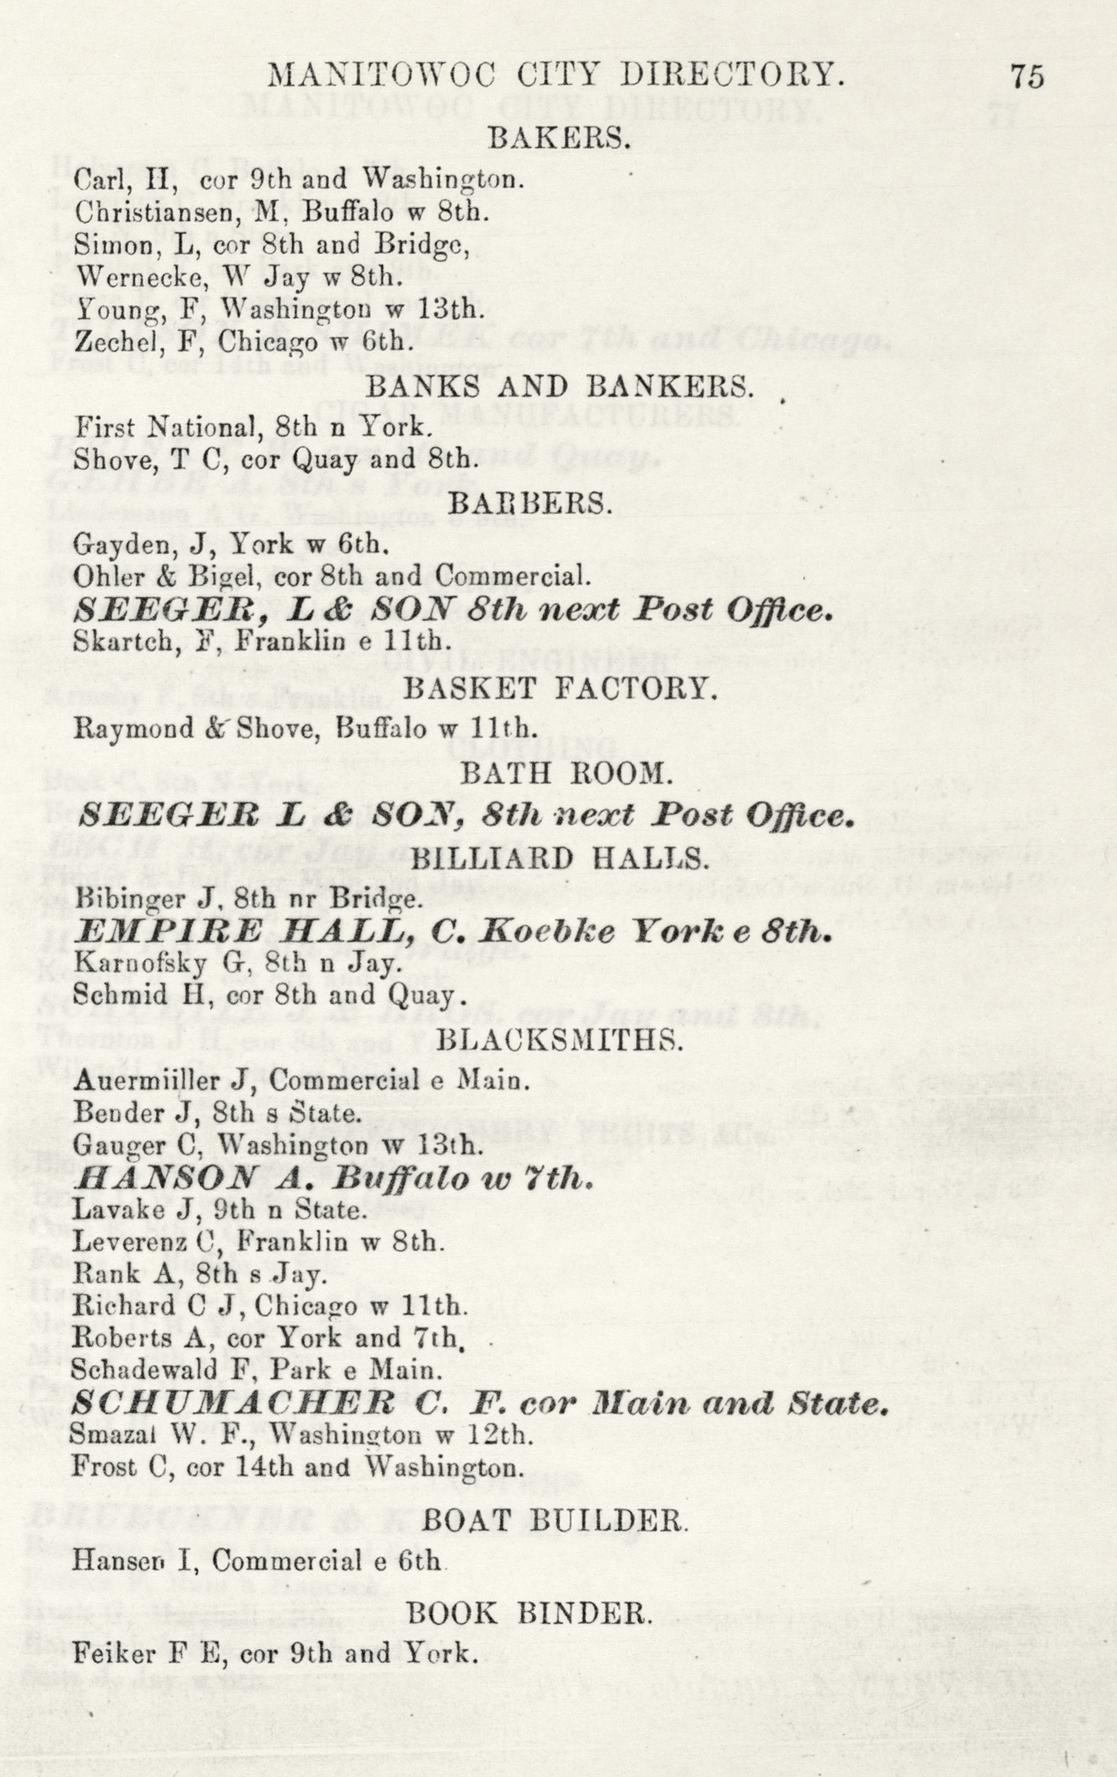 MANITOWOC CITY DIRECTORY. 75
BAKERS.
Carl, H, cor 9th and Washington.
Christiansen, M, Buffalo w 8th.
Simon, L, cor 8th and Bridge,
Wernecke, W Jay w 8th.
Young, F, Washington w 13th.
Zechel, F, Chicago w 6th.
BANKS AND BANKERS.
First National, 8th n York.
Shove, T C, cor Quay and 8th.
BARBERS.
Gayden, J, York w 6th.
Ohler & Bigel, cor 8th and Commercial.
SEEGER, L & SON 8th next Post Office.
Skartch, F, Franklin e 11th.
BASKET FACTORY.
Raymond & Shove, Buffalo w 11th.
BATH ROOM.
SEEGER L & SON, 8th next Post Office.
BILLIARD HALLS.
Bibinger J, 8th nr Bridge.
EMPIRE HALL, C. Koebke York e 8th.
Karnofsky G, 8th n Jay.
Schmid H, cor 8th and Quay.
BLACKSMITHS.
Auermiiller J, Commercial e Main.
Bender J, 8th s State.
Gauger C, Washington w 13th.
HANSON A. Buffalo w 7th.
Lavake J, 9th n State.
Leverenz C, Franklin w 8th.
Rank A, 8th s Jay.
Richard C J, Chicago w 11th.
Roberts A, cor York and 7th.
Schadewald F, Park e Main.
SCHUMACHER C. F. cor Main and State.
Smazal W. F., Washington w 12th.
Frost C, cor 14th and Washington.
BOAT BUILDER.
Hansen I, Commercial e 6th
BOOK BINDER.
Feiker F E, cor 9th and York.